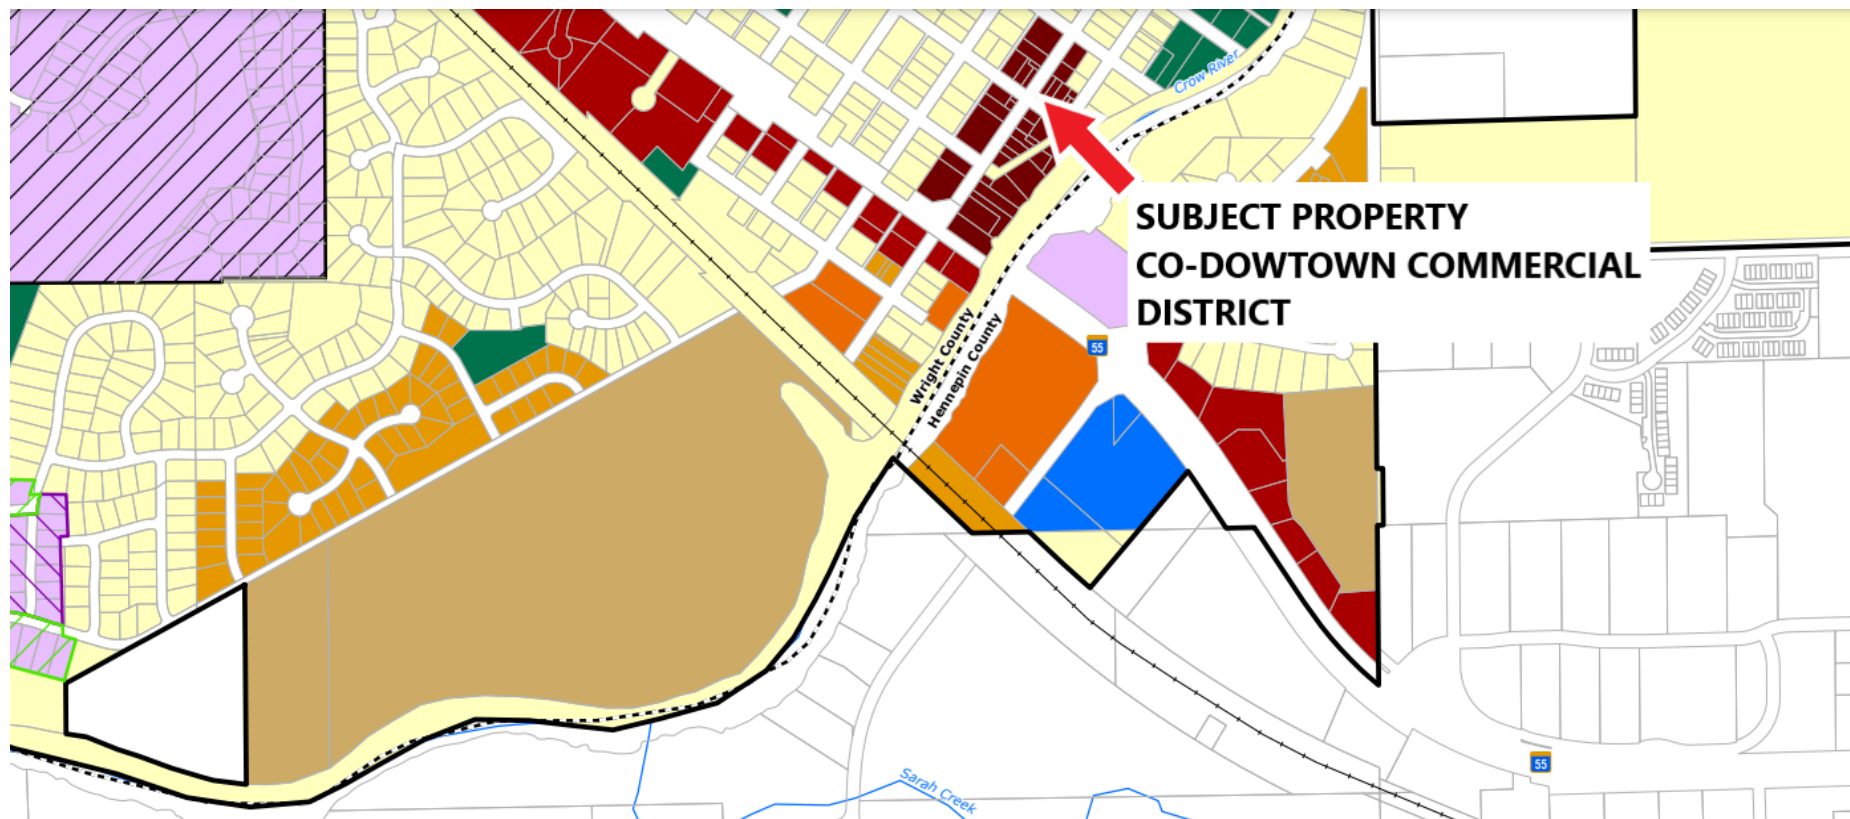 Crow River
SUBJECT PROPERTY
CO-DOWTOWN COMMERCIAL
DISTRICT
Wright County
Hennepin County
55
55
Sarah Creek